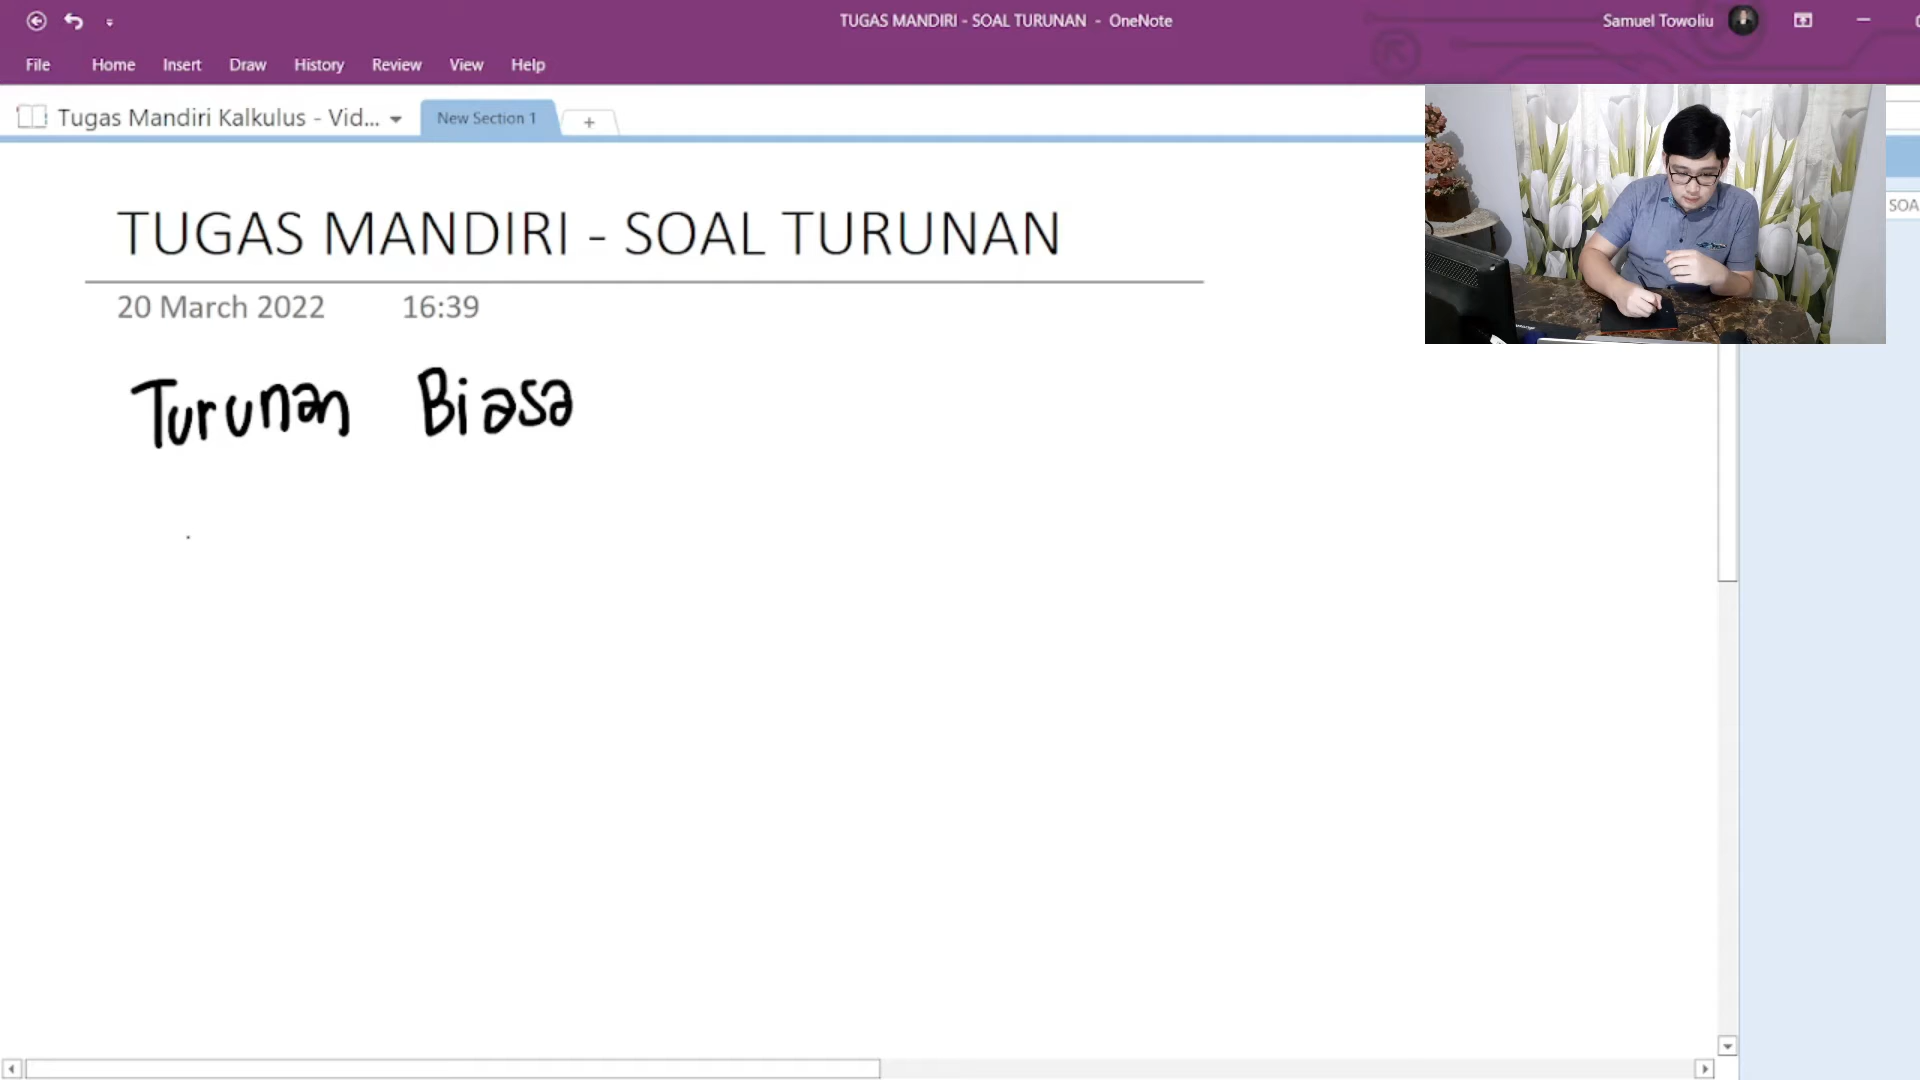 TUGAS MANDIRI - SOAL TURUNAN - OneNote
Samuel Towoliu
File Home Insert Draw History Review View Help
Tugas Mandiri Kalkulus - Vid...
New Section 1
+
SOA
TUGAS MANDIRI - SOAL TURUNAN
20 March 2022 16:39
Turunan Biasa